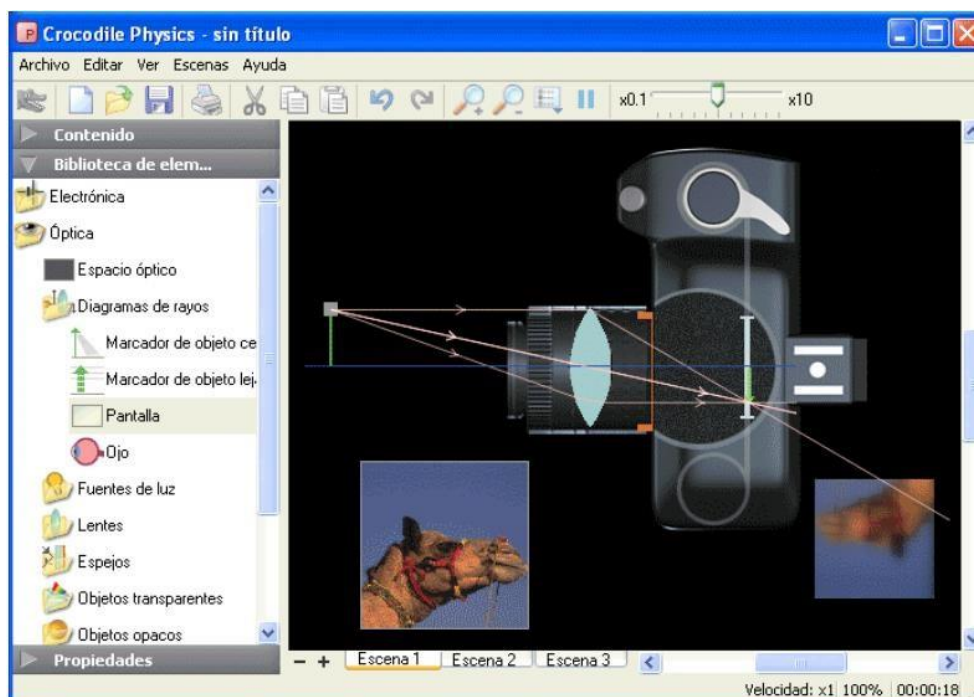 Crocodile Physics - sin título
Archivo Editar Ver Escenas Ayuda
x0.1 x10
Contenido
Biblioteca de elem...
Electrónica
Óptica
Espacio óptico
Diagramas de rayos
Marcador de objeto ce
Marcador de objeto lej.
Pantalla
Ojo
Fuentes de luz
Lentes
Espejos
Objetos transparentes
Objetos opacos
Propiedades
Escena 1 Escena 2 Escena 3
Velocidad: x1 100% 00:00:18